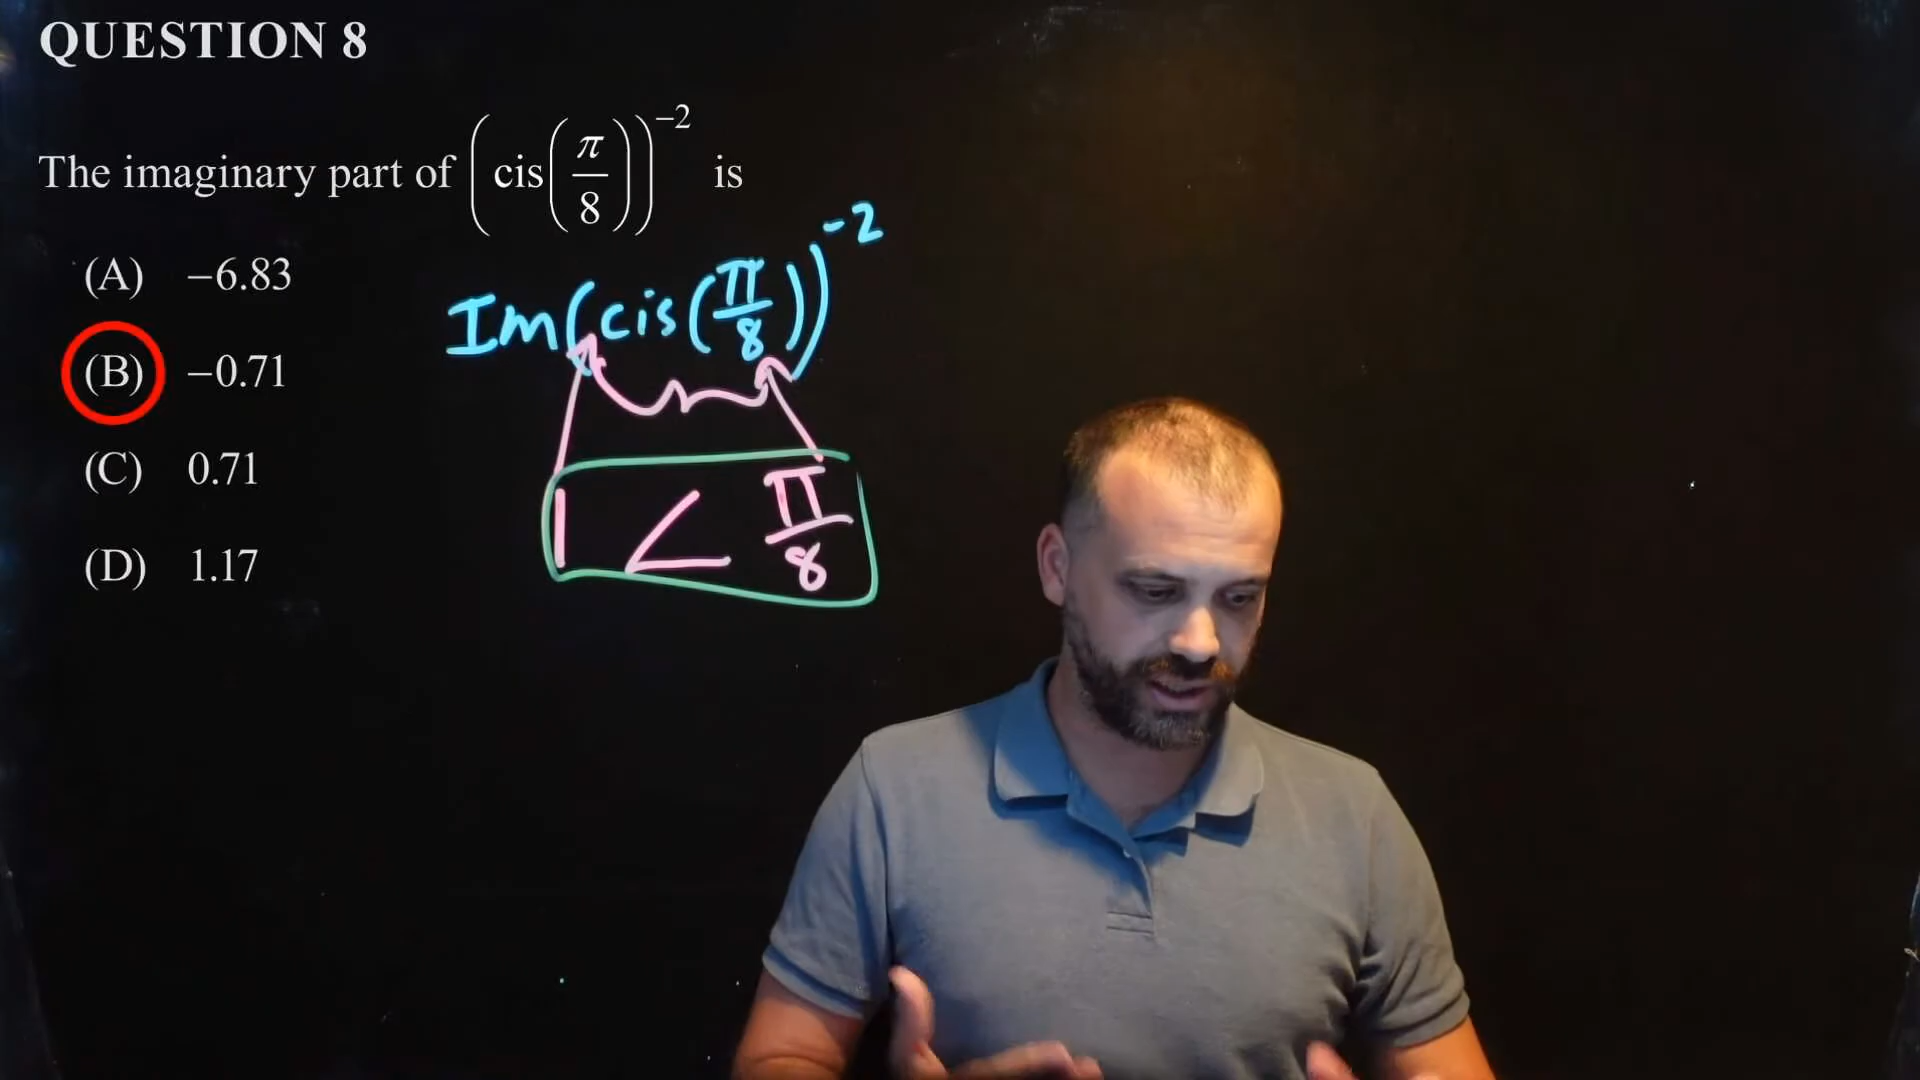 QUESTION 8
The imaginary part of (cis(π/8))⁻² is
(A) −6.83
(B) −0.71
(C) 0.71
(D) 1.17
Im(cis(π/8))⁻²
1 ∠ π/8